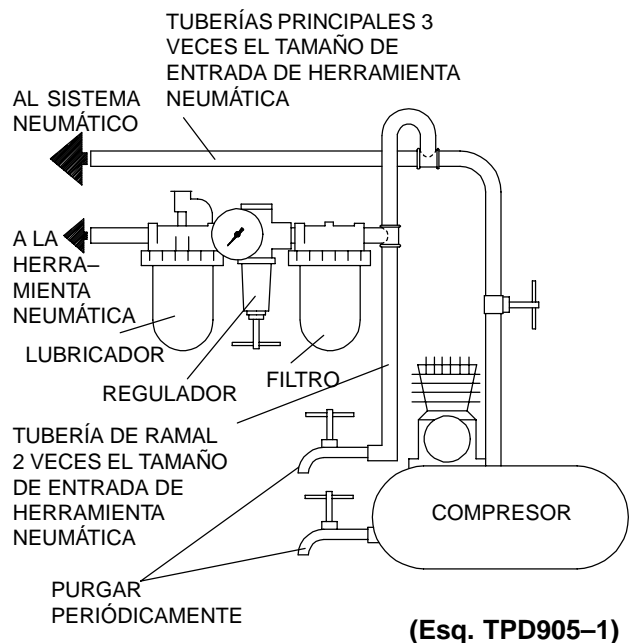 TUBERÍAS PRINCIPALES 3
VECES EL TAMAÑO DE
ENTRADA DE HERRAMIENTA
NEUMÁTICA
AL SISTEMA
NEUMÁTICO
A LA
HERRA–
MIENTA
NEUMÁTICA
LUBRICADOR
REGULADOR
FILTRO
TUBERÍA DE RAMAL
2 VECES EL TAMAÑO
DE ENTRADA DE
HERRAMIENTA
NEUMÁTICA
COMPRESOR
PURGAR
PERIÓDICAMENTE
(Esq. TPD905–1)